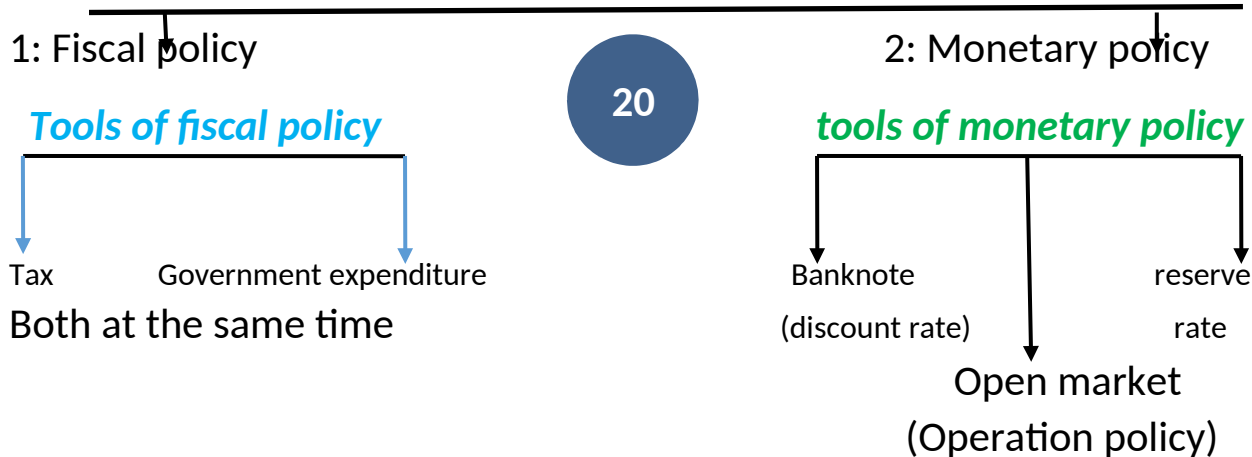 1: Fiscal policy
2: Monetary policy
20
Tools of fiscal policy
tools of monetary policy
Tax
Government expenditure
Banknote
reserve
Both at the same time
(discount rate)
rate
Open market
(Operation policy)